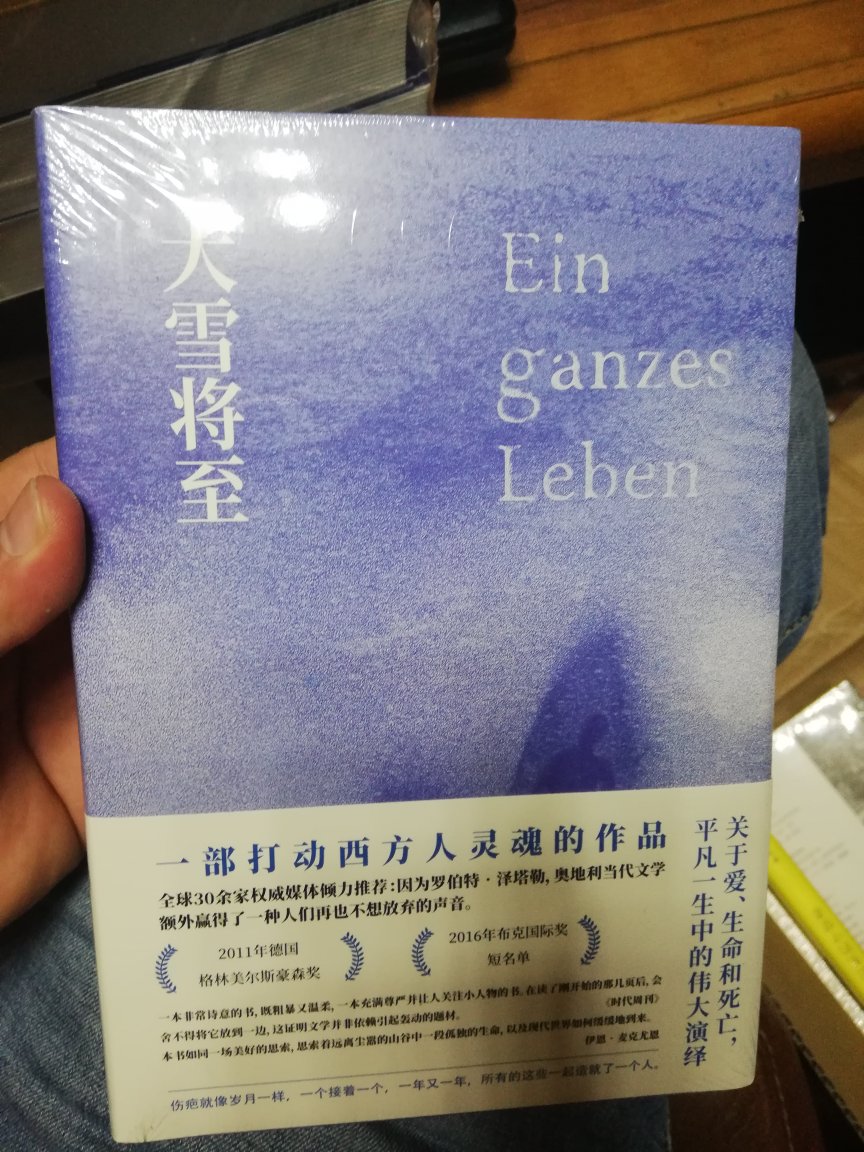 大雪将至
Ein
ganzes
Leben
一部打动西方人灵魂的作品
全球30余家权威媒体倾力推荐:因为罗伯特·泽塔勒,奥地利当代文学
额外赢得了一种人们再也不想放弃的声音。
2011年德国
格林美尔斯豪森奖
2016年布克国际奖
短名单
一本非常诗意的书,既粗暴又温柔,一本充满尊严并让人关注小人物的书。在读了刚开始的那几页后,会
舍不得将它放到一边,这证明文学并非依赖引起轰动的题材。 《时代周刊》
本书如同一场美好的思索,思索着远离尘嚣的山谷中一段孤独的生命,以及现代世界如何缓缓地到来。
伊恩·麦克尤恩
伤疤就像岁月一样,一个接着一个,一年又一年,所有的这些一起造就了一个人。
关于爱、生命和死亡,
平凡一生中的伟大演绎